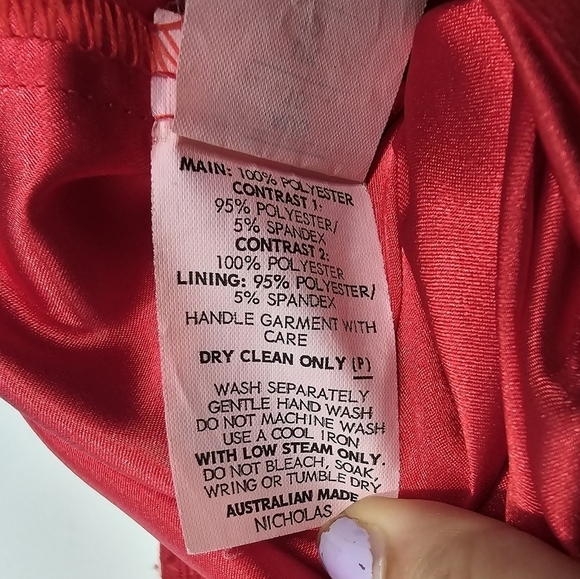 MAIN: 100% POLYESTER
CONTRAST 1:
95% POLYESTER/
5% SPANDEX
CONTRAST 2:
100% POLYESTER
LINING: 95% POLYESTER/
5% SPANDEX
HANDLE GARMENT WITH
CARE
DRY CLEAN ONLY (P)
WASH SEPARATELY
GENTLE HAND WASH
DO NOT MACHINE WASH
USE A COOL IRON
WITH LOW STEAM ONLY.
DO NOT BLEACH, SOAK,
WRING OR TUMBLE DRY
AUSTRALIAN MADE
NICHOLAS